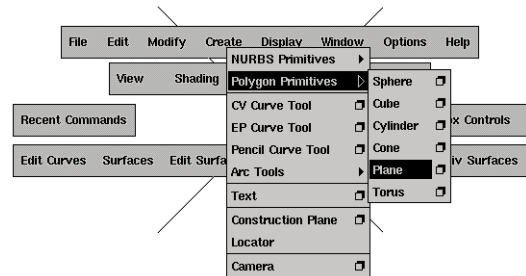 File Edit Modify Create Display Window Options Help
NURBS Primitives
View Shading Polygon Primitives Sphere
Cube
CV Curve Tool
Recent Commands EP Curve Tool Cylinder Controls
Pencil Curve Tool Cone
Edit Curves Surfaces Edit Arc Tools Plane Surfaces
Text Torus
Construction Plane
Locator
Camera